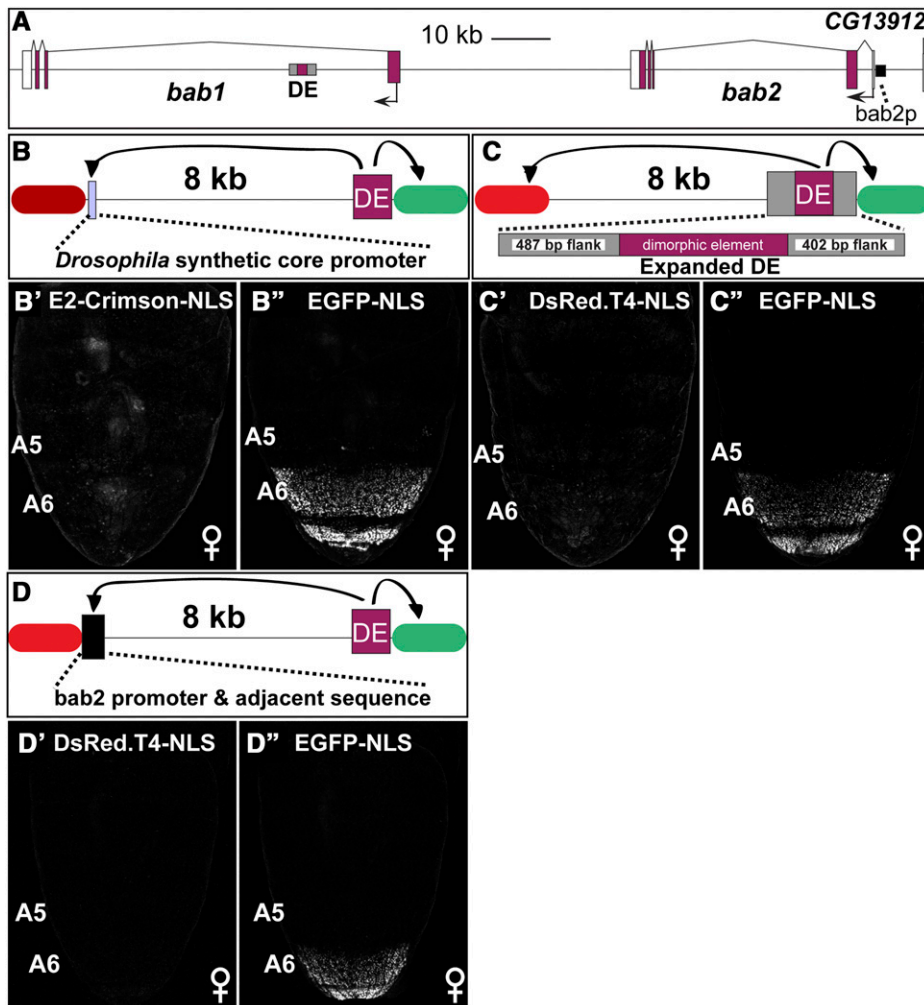 A
10 kb
CG13912
bab1
DE
bab2
bab2p
B
8 kb
DE
Drosophila synthetic core promoter
C
8 kb
DE
487 bp flank
dimorphic element
402 bp flank
Expanded DE
B' E2-Crimson-NLS
A5
A6
♀
B" EGFP-NLS
A5
A6
♀
C' DsRed.T4-NLS
A5
A6
♀
C" EGFP-NLS
A5
A6
♀
D
8 kb
DE
bab2 promoter & adjacent sequence
D' DsRed.T4-NLS
A5
A6
♀
D" EGFP-NLS
A5
A6
♀